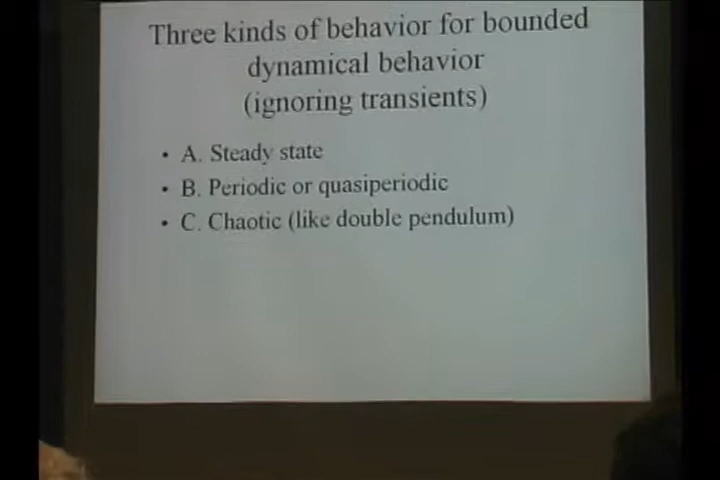 Three kinds of behavior for bounded
dynamical behavior
(ignoring transients)
• A. Steady state
• B. Periodic or quasiperiodic
• C. Chaotic (like double pendulum)